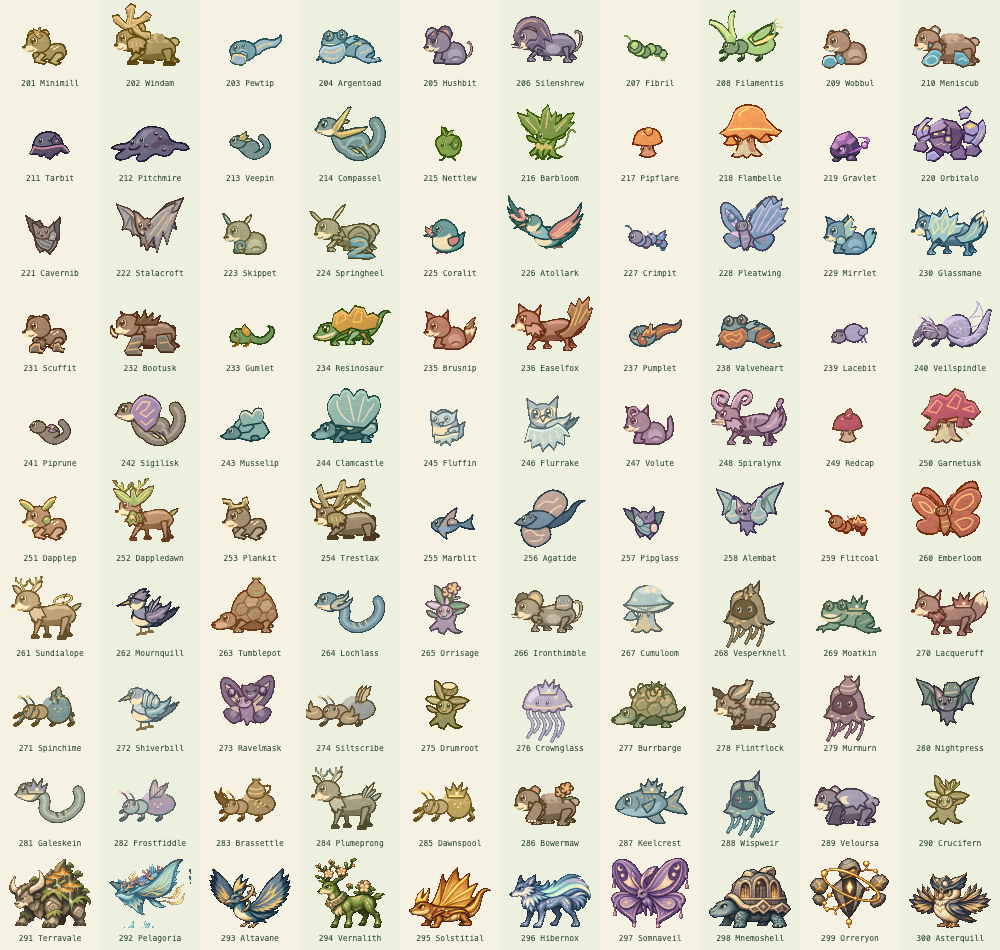 201 Minimill 202 Windam 203 Pewtip 204 Argentoad 205 Hushbit 206 Silenshrew 207 Fibril 208 Filamentis 209 Wobbul 210 Meniscub
211 Tarbit 212 Pitchmire 213 Veepin 214 Compassel 215 Nettlew 216 Barbloom 217 Pipflare 218 Flambelle 219 Gravlet 220 Orbitalo
221 Cavernib 222 Stalacroft 223 Skippet 224 Springheel 225 Coralit 226 Atollark 227 Crimpit 228 Pleatwing 229 Mirrlet 230 Glassmane
231 Scuffit 232 Bootusk 233 Gumlet 234 Resinosaur 235 Brusnip 236 Easelfox 237 Pumplet 238 Valveheart 239 Lacebit 240 Veilspindle
241 Piprune 242 Sigilisk 243 Musselip 244 Clamcastle 245 Fluffin 246 Flurrake 247 Volute 248 Spiralynx 249 Redcap 250 Garnetusk
251 Dapplep 252 Dappledawn 253 Plankit 254 Trestlax 255 Marblit 256 Agatide 257 Pipglass 258 Alembat 259 Flitcoal 260 Emberloom
261 Sundialope 262 Mournquill 263 Tumblepot 264 Lochlass 265 Orrisage 266 Ironthimble 267 Cumuloom 268 Vesperknell 269 Moatkin 270 Lacqueruff
271 Spinchime 272 Shiverbill 273 Ravelmask 274 Siltscribe 275 Drumroot 276 Crownglass 277 Burrbarge 278 Flintflock 279 Murmurn 280 Nightpress
281 Galeskein 282 Frostfiddle 283 Brassettle 284 Plumeprong 285 Dawnspool 286 Bowermaw 287 Keelcrest 288 Wispweir 289 Veloursa 290 Crucifern
291 Terravale 292 Pelagoria 293 Altavane 294 Vernalith 295 Solstitial 296 Hibernox 297 Somnaveil 298 Mnemoshell 299 Orreryon 300 Asterquill